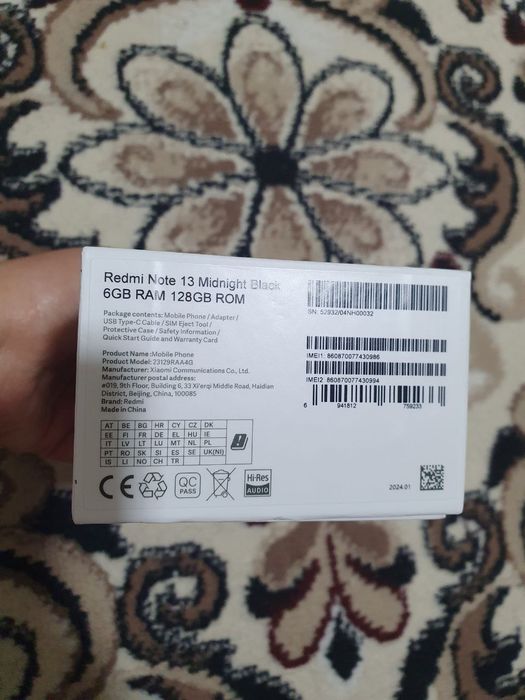 Redmi Note 13 Midnight Black
6GB RAM 128GB ROM
Package contents: Mobile Phone / Adapter /
USB Type-C Cable / SIM Eject Tool /
Protective Case / Safety Information /
Quick Start Guide and Warranty Card
Product Name: Mobile Phone
Product Model: 23129RAA4G
Manufacturer: Xiaomi Communications Co., Ltd.
Manufacturer postal address:
#019, 9th Floor, Building 6, 33 Xi'erqi Middle Road, Haidian
District, Beijing, China, 100085
Brand: Redmi
Made in China
AT BE BG HR CY CZ DK
EE FI FR DE EL HU IE
IT LV LT LU MT NL PL
PT RO SK SI ES SE UK(NI)
IS LI NO CH TR
CE
QC
PASS
Hi-Res
AUDIO
SN: 52932/04NH00032
IMEI1: 860870077430986
IMEI2: 860870077430994
6 941812 759233
2024.01